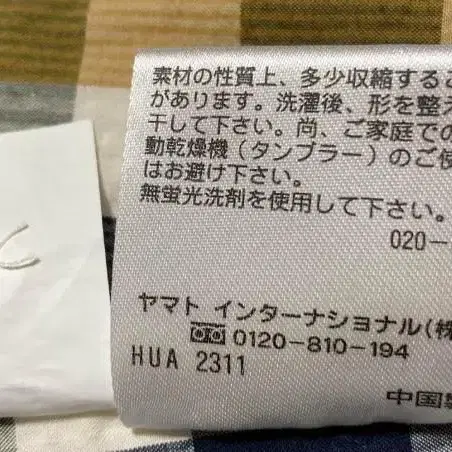 素材の性質上、多少収縮するこ
があります。洗濯後、形を整え
干して下さい。尚、ご家庭での
動乾燥機(タンブラー)のご使
はお避け下さい。
無蛍光洗剤を使用して下さい。
020-
ヤマト インターナショナル(株
0120-810-194
HUA 2311
中国製